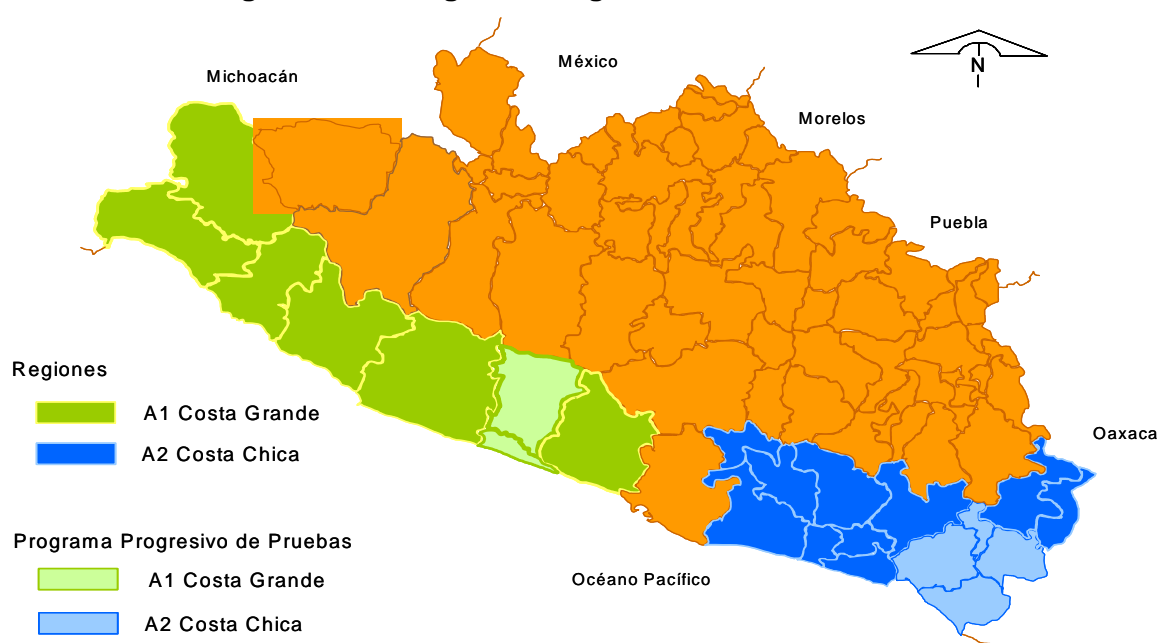 México
Michoacán
N
Morelos
Puebla
Regiones
A1 Costa Grande
A2 Costa Chica
Oaxaca
Programa Progresivo de Pruebas
A1 Costa Grande
A2 Costa Chica
Océano Pacífico